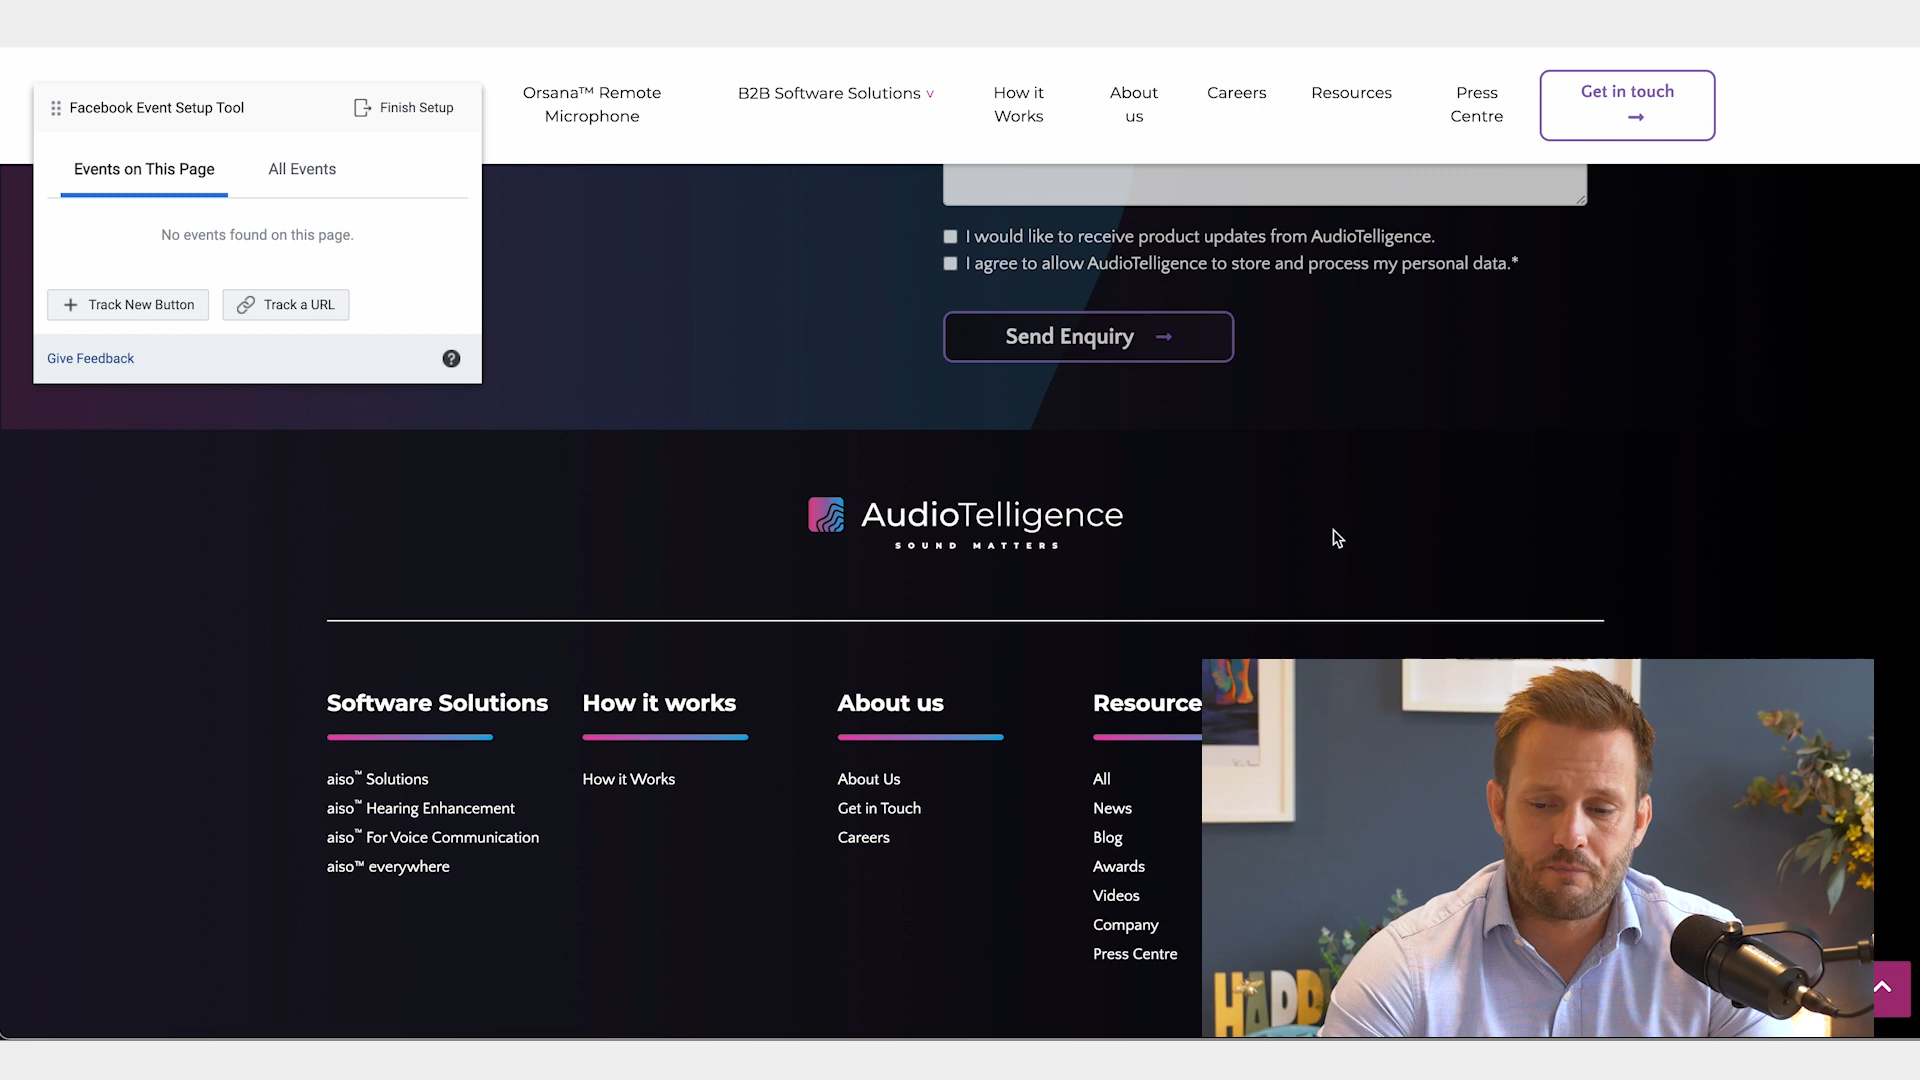 Facebook Event Setup Tool
Finish Setup
Events on This Page
All Events
No events found on this page.
Track New Button
Track a URL
Give Feedback
Orsana™ Remote
Microphone
B2B Software Solutions
How it
Works
About
us
Careers
Resources
Press
Centre
Get in touch
I would like to receive product updates from AudioTelligence.
I agree to allow AudioTelligence to store and process my personal data.*
Send Enquiry
AudioTelligence
SOUND MATTERS
Software Solutions
aiso™ Solutions
aiso™ Hearing Enhancement
aiso™ For Voice Communication
aiso™ everywhere
How it works
How it Works
About us
About Us
Get in Touch
Careers
Resource
All
News
Blog
Awards
Videos
Company
Press Centre
HAPP